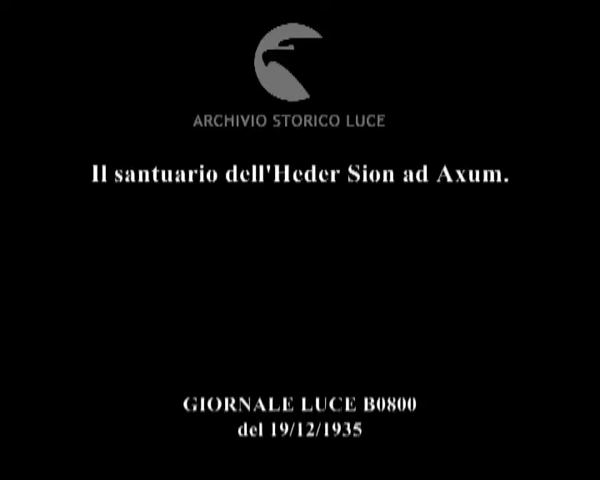 ARCHIVIO STORICO LUCE
Il santuario dell'Heder Sion ad Axum.
GIORNALE LUCE B0800
del 19/12/1935